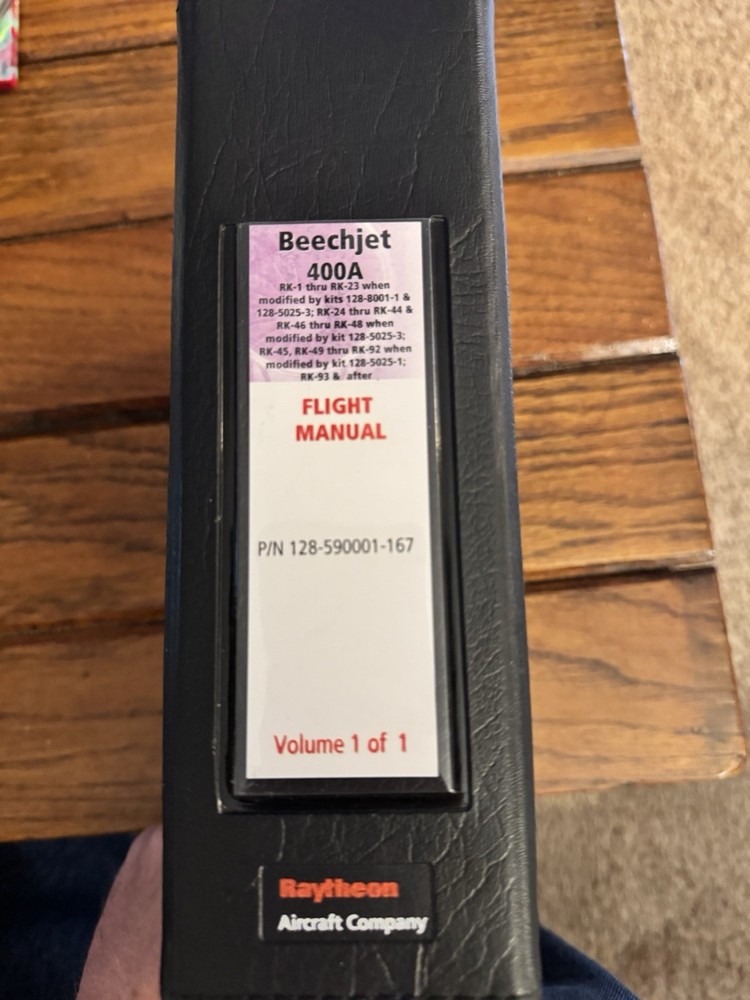 Beechjet
400A
RK-1 thru RK-23 when
modified by kits 128-8001-1 &
128-5025-3; RK-24 thru RK-44 &
RK-46 thru RK-48 when
modified by kit 128-5025-3;
RK-45, RK-49 thru RK-92 when
modified by kit 128-5025-1;
RK-93 & after
FLIGHT
MANUAL
P/N 128-590001-167
Volume 1 of 1
Raytheon
Aircraft Company